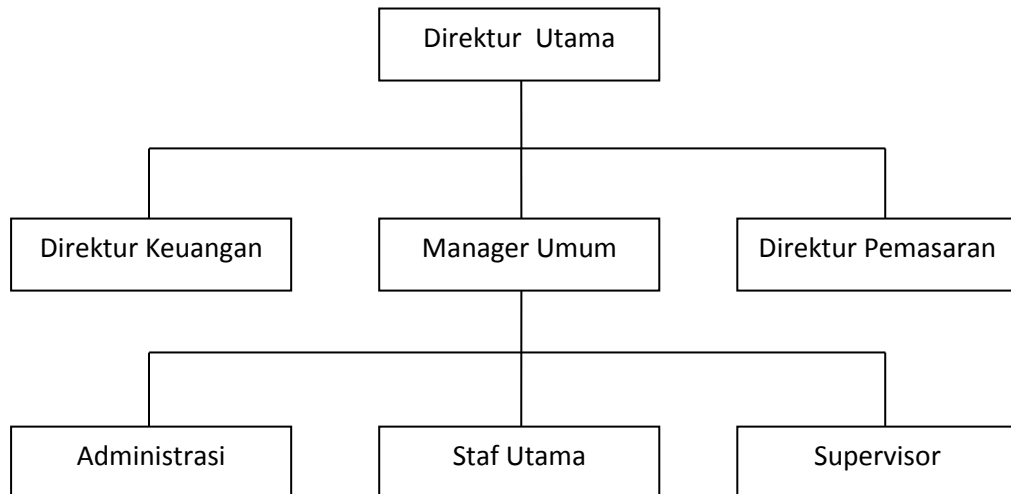 Direktur Utama
Direktur Keuangan
Manager Umum
Direktur Pemasaran
Administrasi
Staf Utama
Supervisor